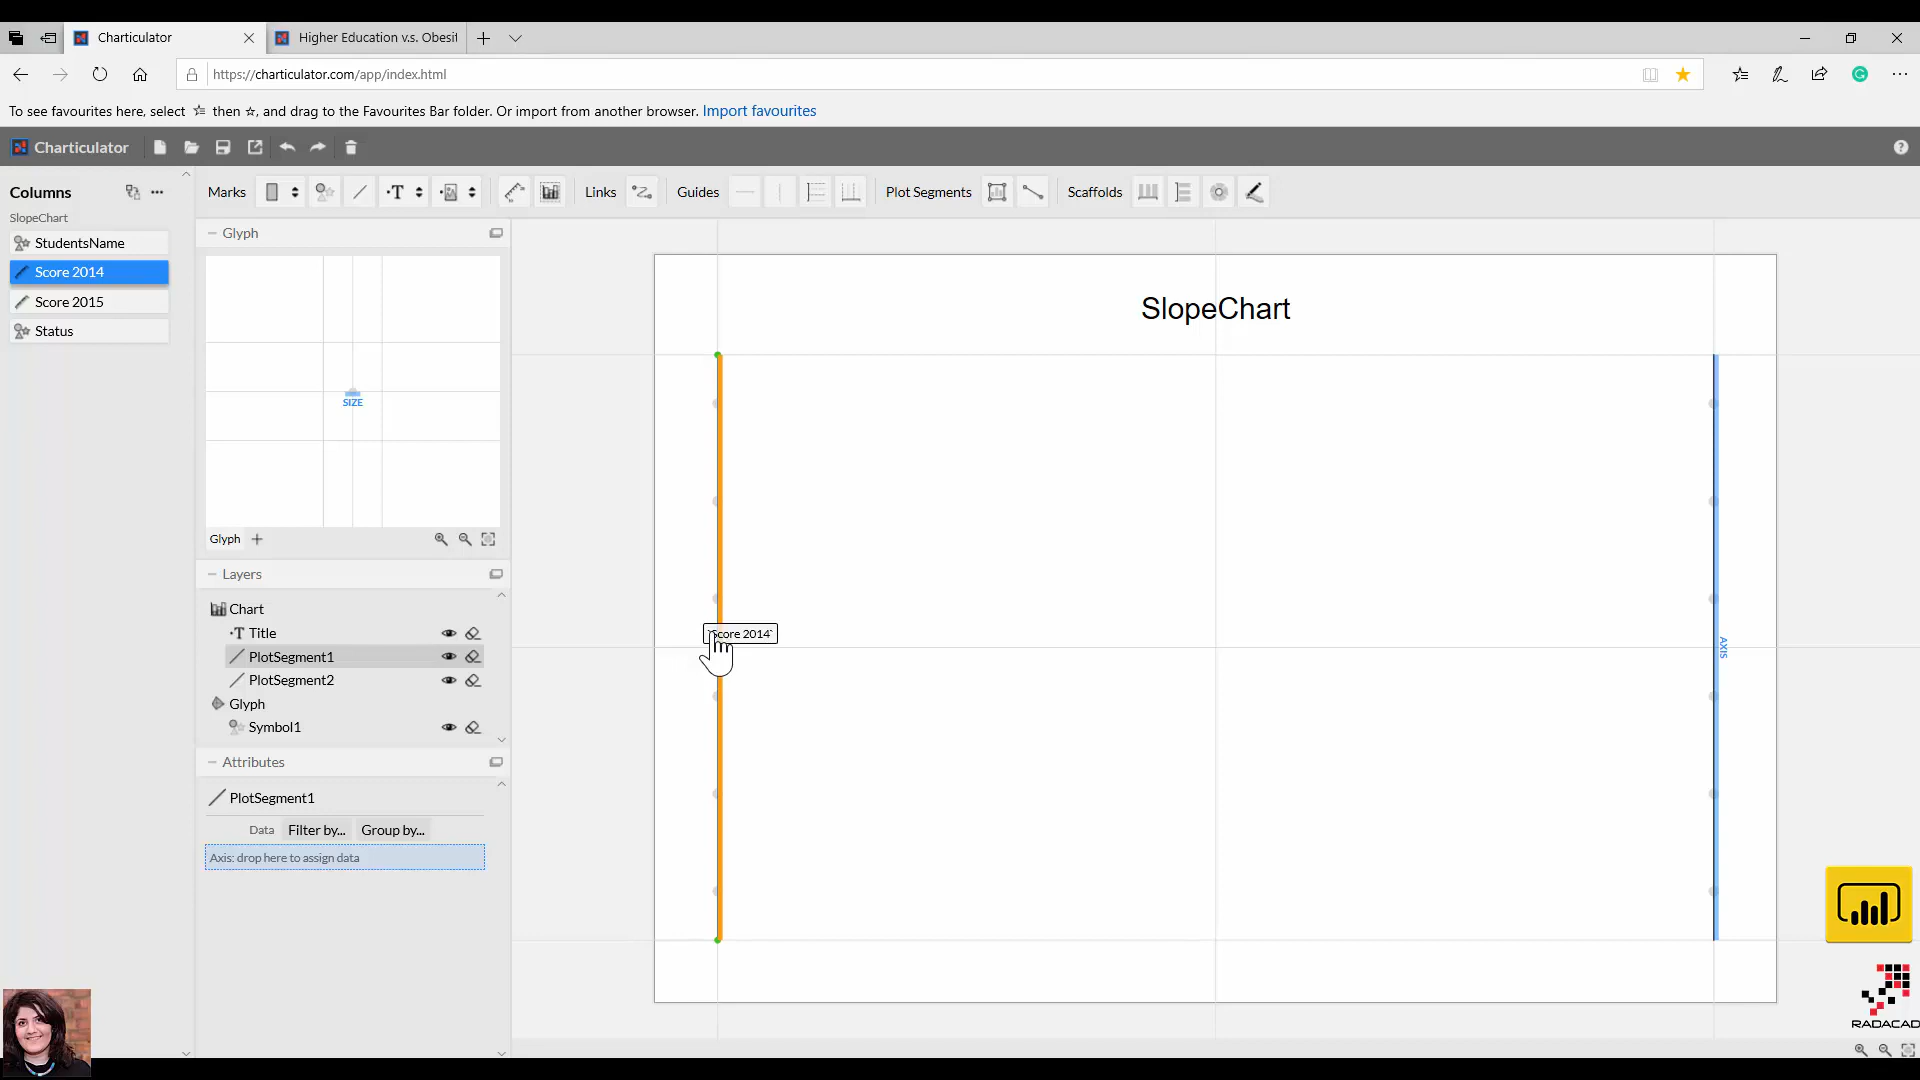 Charticulator
Higher Education v.s. Obesit
https://charticulator.com/app/index.html
To see favourites here, select then ☆, and drag to the Favourites Bar folder. Or import from another browser. Import favourites
Charticulator
Columns
Marks
Links
Guides
Plot Segments
Scaffolds
SlopeChart
StudentsName
Score 2014
Score 2015
Status
Glyph
SIZE
Glyph
Layers
Chart
Title
PlotSegment1
PlotSegment2
Glyph
Symbol1
Attributes
PlotSegment1
Data Filter by... Group by...
Axis: drop here to assign data
SlopeChart
`Score 2014`
AXIS
RADACAD